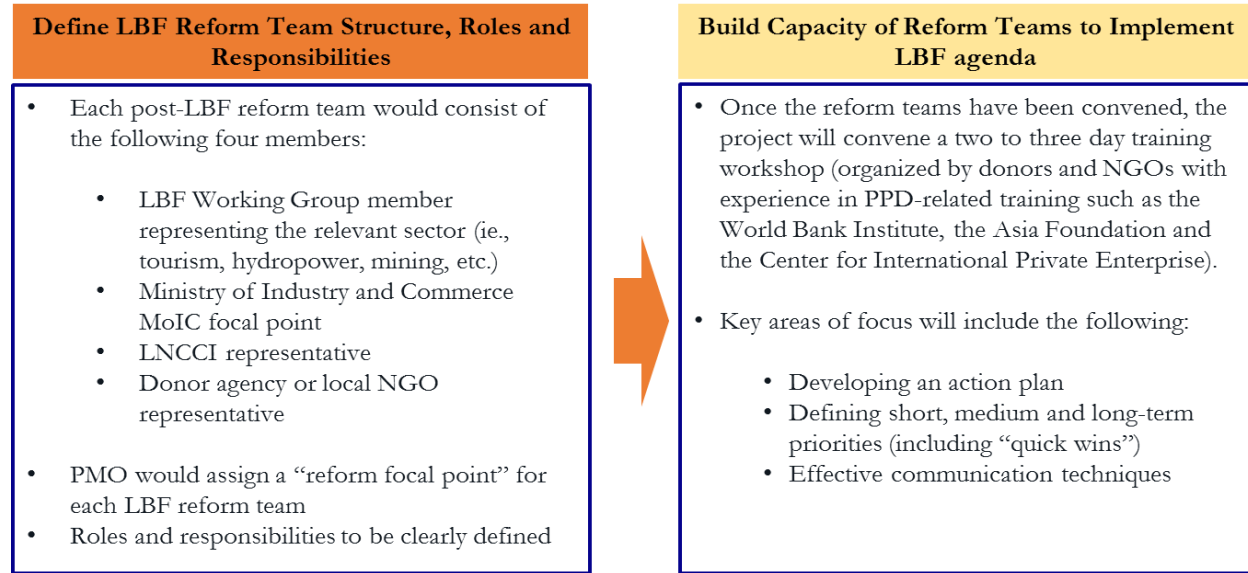 Define LBF Reform Team Structure, Roles and
Responsibilities
• Each post-LBF reform team would consist of
the following four members:
• LBF Working Group member
representing the relevant sector (ie.,
tourism, hydropower, mining, etc.)
• Ministry of Industry and Commerce
MoIC focal point
• LNCCI representative
• Donor agency or local NGO
representative
• PMO would assign a “reform focal point” for
each LBF reform team
• Roles and responsibilities to be clearly defined
Build Capacity of Reform Teams to Implement
LBF agenda
• Once the reform teams have been convened, the
project will convene a two to three day training
workshop (organized by donors and NGOs with
experience in PPD-related training such as the
World Bank Institute, the Asia Foundation and
the Center for International Private Enterprise).
• Key areas of focus will include the following:
• Developing an action plan
• Defining short, medium and long-term
priorities (including “quick wins”)
• Effective communication techniques